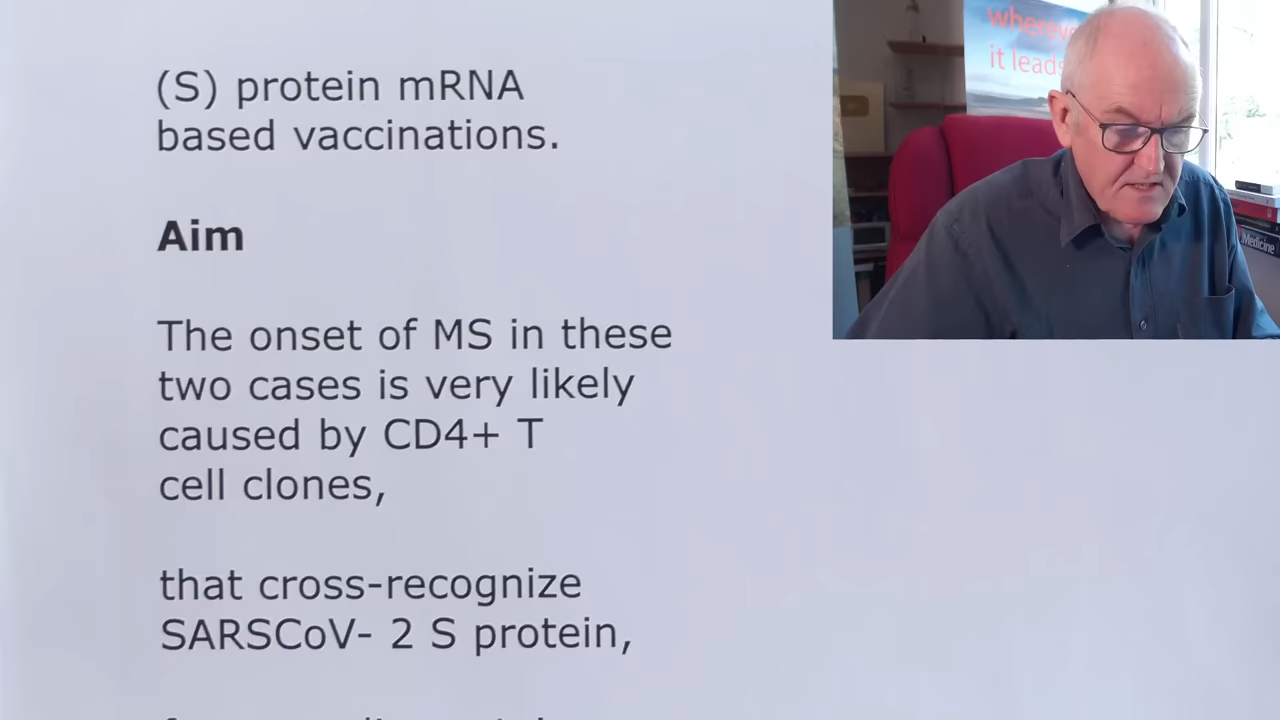 (S) protein mRNA
based vaccinations.
Aim
The onset of MS in these
two cases is very likely
caused by CD4+ T
cell clones,
that cross-recognize
SARSCoV- 2 S protein,
it leads
Medicine